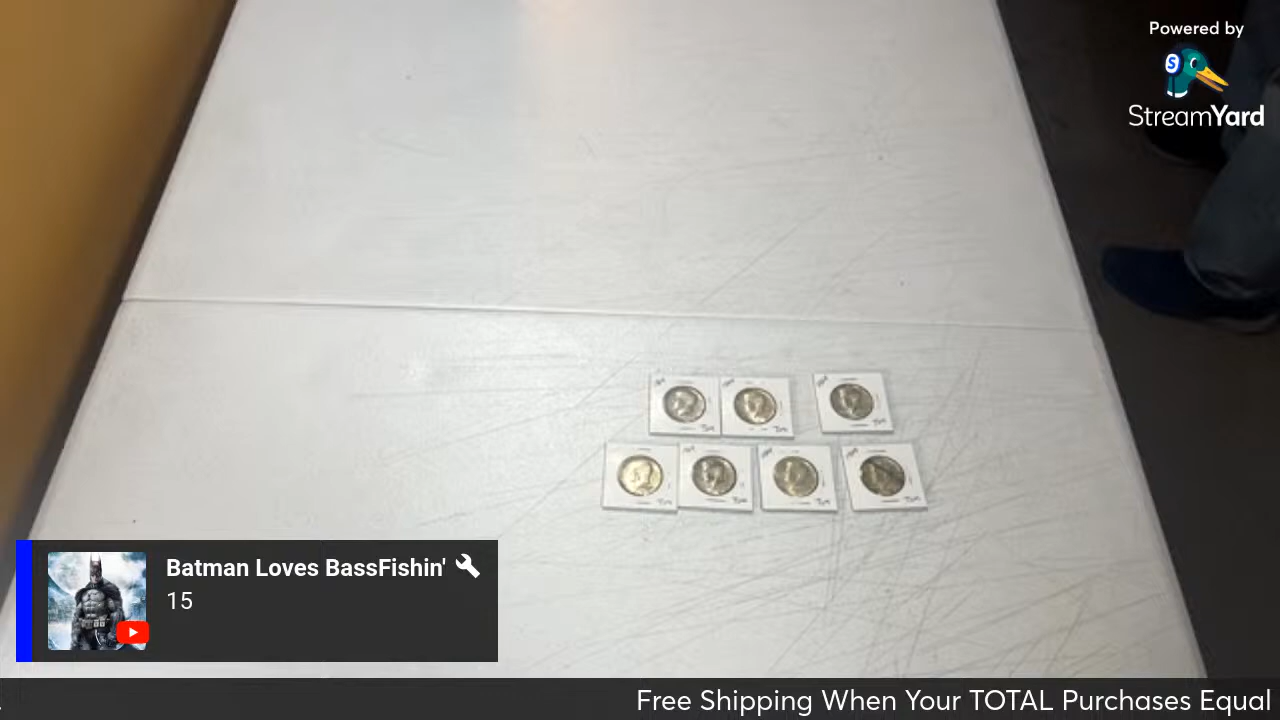 Powered by
S
StreamYard
Batman Loves BassFishin'
15
Free Shipping When Your TOTAL Purchases Equal